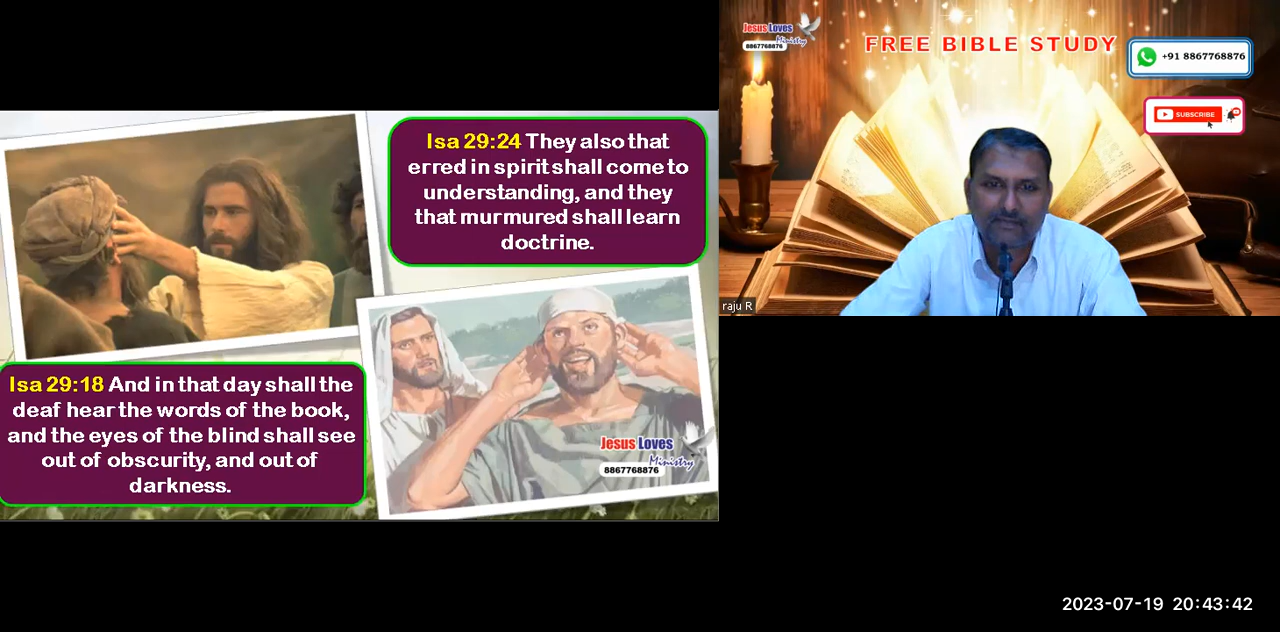 Isa 29:24 They also that
erred in spirit shall come to
understanding, and they
that murmured shall learn
doctrine.
Isa 29:18 And in that day shall the
deaf hear the words of the book,
and the eyes of the blind shall see
out of obscurity, and out of
darkness.
Jesus Loves
Ministry
8867768876
Jesus Loves
Ministry
8867768876
FREE BIBLE STUDY
+91 8867768876
SUBSCRIBE
raju R
2023-07-19 20:43:42